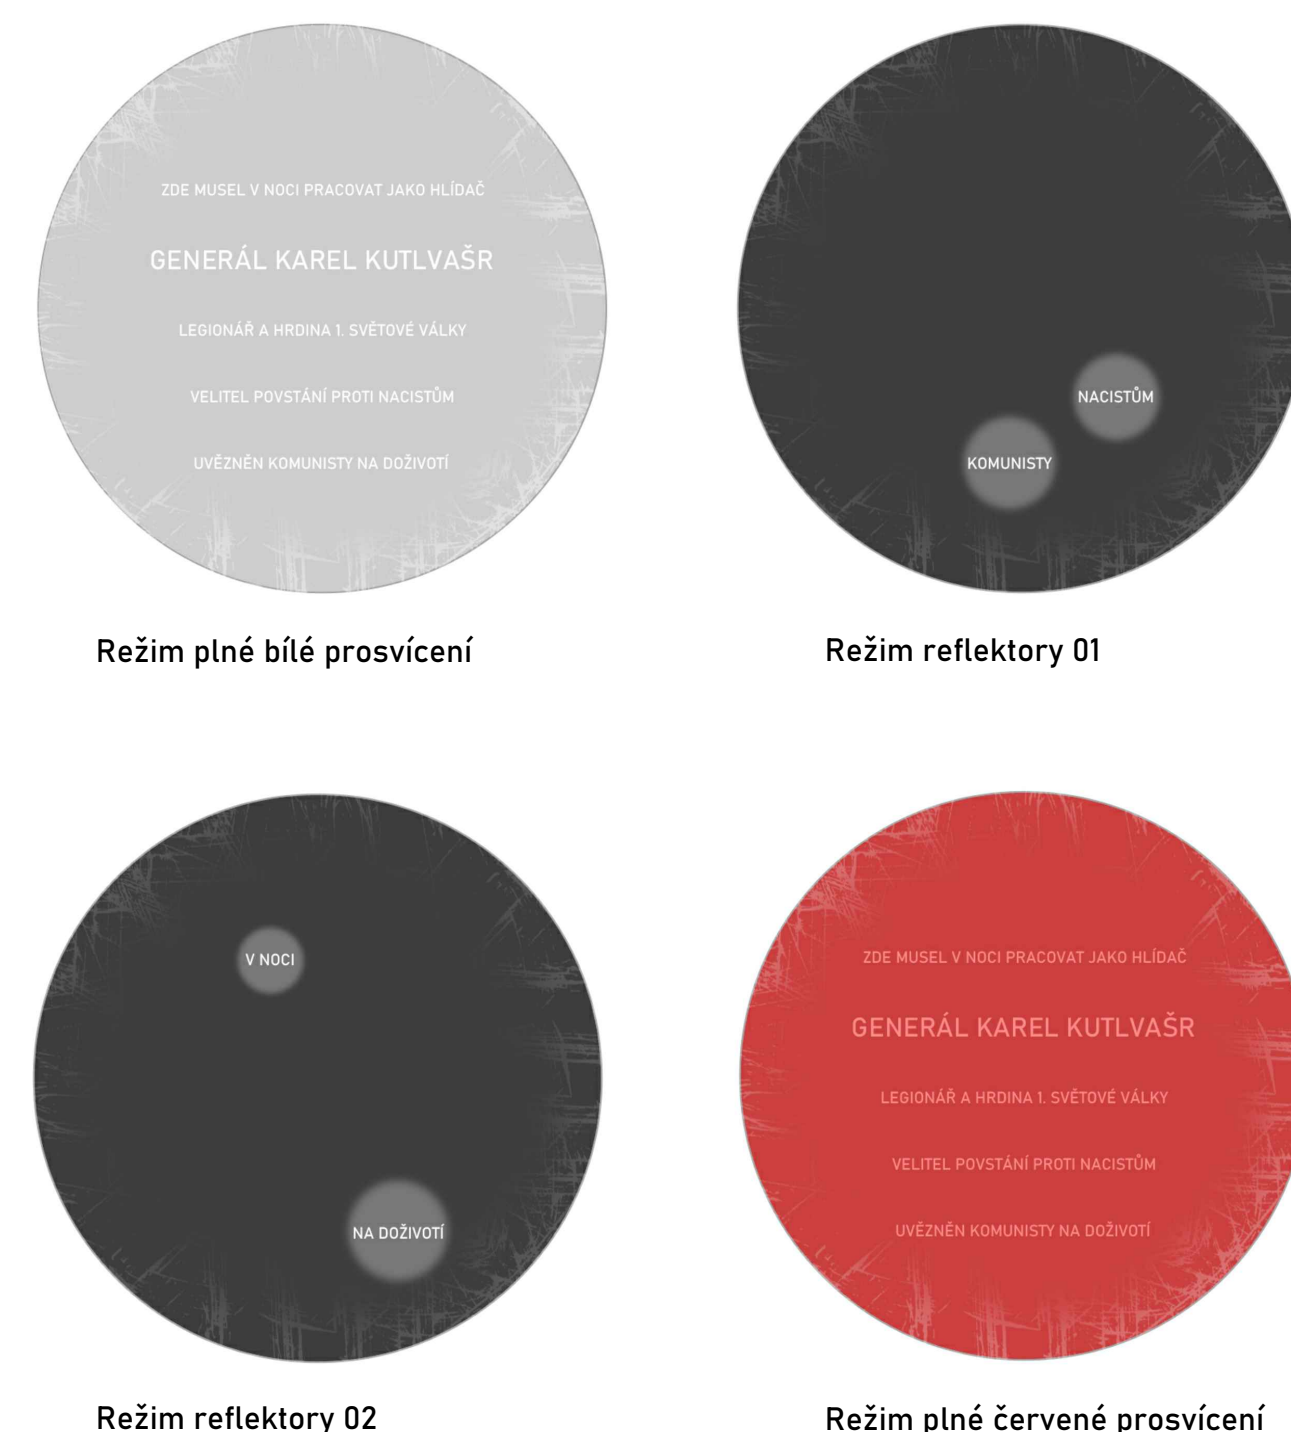 ZDE MUSEL V NOCI PRACOVAT JAKO HLÍDAČ
GENERÁL KAREL KUTLVAŠR
LEGIONÁŘ A HRDINA 1. SVĚTOVÉ VÁLKY
VELITEL POVSTÁNÍ PROTI NACISTŮM
UVĚZNĚN KOMUNISTY NA DOŽIVOTÍ
Režim plné bílé prosvícení
NACISTŮM
KOMUNISTY
Režim reflektory 01
V NOCI
NA DOŽIVOTÍ
Režim reflektory 02
ZDE MUSEL V NOCI PRACOVAT JAKO HLÍDAČ
GENERÁL KAREL KUTLVAŠR
LEGIONÁŘ A HRDINA 1. SVĚTOVÉ VÁLKY
VELITEL POVSTÁNÍ PROTI NACISTŮM
UVĚZNĚN KOMUNISTY NA DOŽIVOTÍ
Režim plné červené prosvícení